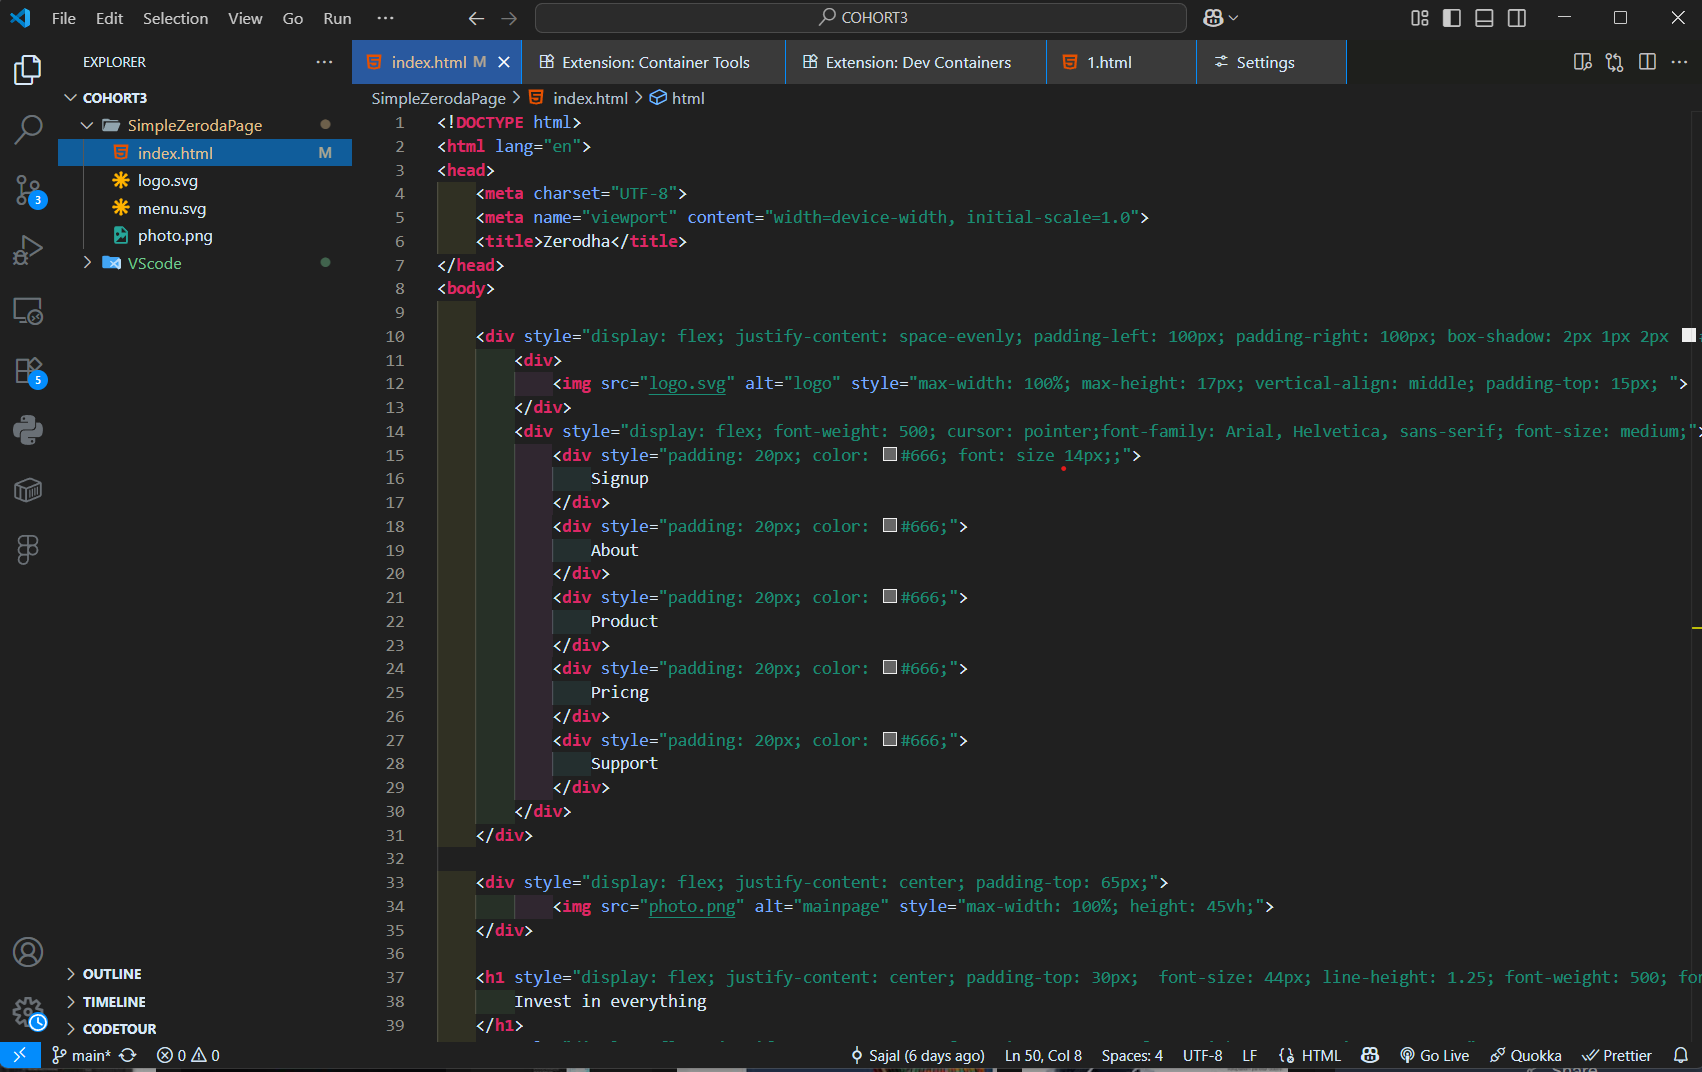 File Edit Selection View Go Run ··· COHORT3
EXPLORER ···
COHORT3
SimpleZerodaPage
index.html M
logo.svg
menu.svg
photo.png
VScode
3
5
OUTLINE
TIMELINE
CODETOUR
index.html M
Extension: Container Tools
Extension: Dev Containers
1.html
Settings
SimpleZerodaPage > index.html > html
1 <!DOCTYPE html>
2 <html lang="en">
3 <head>
4 <meta charset="UTF-8">
5 <meta name="viewport" content="width=device-width, initial-scale=1.0">
6 <title>Zerodha</title>
7 </head>
8 <body>
9
10 <div style="display: flex; justify-content: space-evenly; padding-left: 100px; padding-right: 100px; box-shadow: 2px 1px 2px
11 <div>
12 <img src="logo.svg" alt="logo" style="max-width: 100%; max-height: 17px; vertical-align: middle; padding-top: 15px; ">
13 </div>
14 <div style="display: flex; font-weight: 500; cursor: pointer;font-family: Arial, Helvetica, sans-serif; font-size: medium;">
15 <div style="padding: 20px; color: #666; font: size 14px;;">
16 Signup
17 </div>
18 <div style="padding: 20px; color: #666;">
19 About
20 </div>
21 <div style="padding: 20px; color: #666;">
22 Product
23 </div>
24 <div style="padding: 20px; color: #666;">
25 Pricng
26 </div>
27 <div style="padding: 20px; color: #666;">
28 Support
29 </div>
30 </div>
31 </div>
32
33 <div style="display: flex; justify-content: center; padding-top: 65px;">
34 <img src="photo.png" alt="mainpage" style="max-width: 100%; height: 45vh;">
35 </div>
36
37 <h1 style="display: flex; justify-content: center; padding-top: 30px;  font-size: 44px; line-height: 1.25; font-weight: 500; fon
38 Invest in everything
39 </h1>
main* 0 0 Sajal (6 days ago) Ln 50, Col 8 Spaces: 4 UTF-8 LF HTML Go Live Quokka Prettier